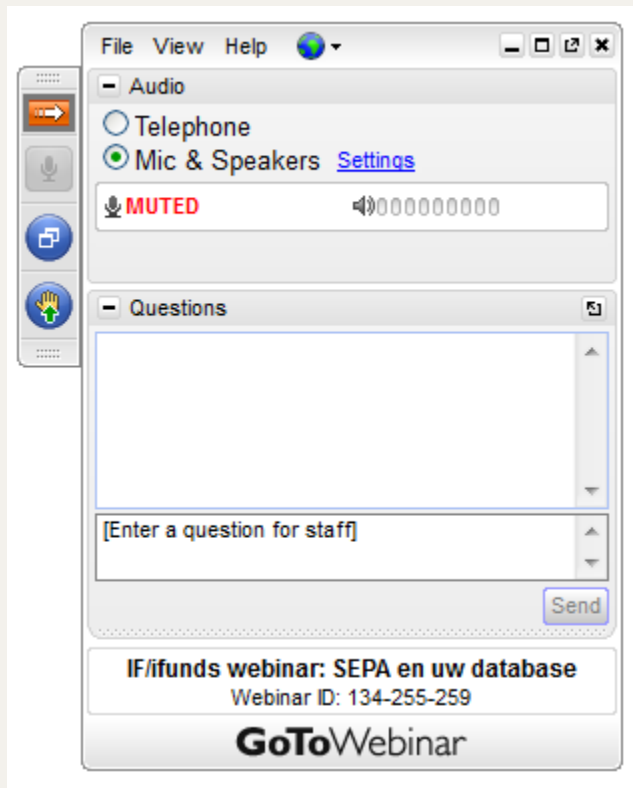 File View Help
Audio
Telephone
Mic & Speakers Settings
MUTED 000000000
Questions
[Enter a question for staff]
Send
IF/ifunds webinar: SEPA en uw database
Webinar ID: 134-255-259
GoToWebinar